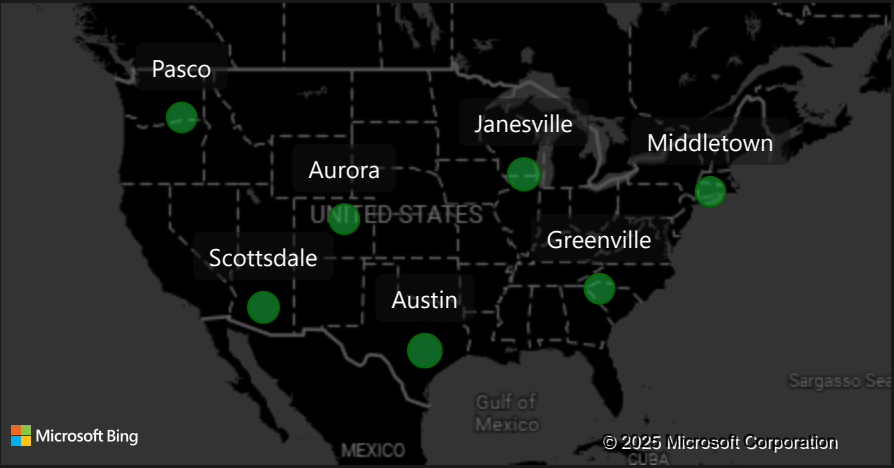 Pasco
Janesville
Middletown
Aurora
UNITED STATES
Greenville
Scottsdale
Austin
Sargasso Sea
Gulf of
Mexico
Microsoft Bing
© 2025 Microsoft Corporation
MEXICO
CUBA